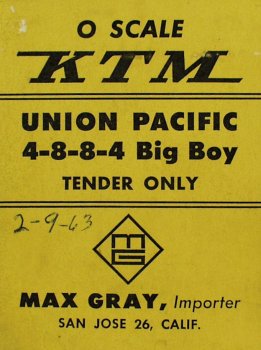 O SCALE
KTM
UNION PACIFIC
4-8-8-4 Big Boy
TENDER ONLY
2-9-63
MG
MAX GRAY, Importer
SAN JOSE 26, CALIF.